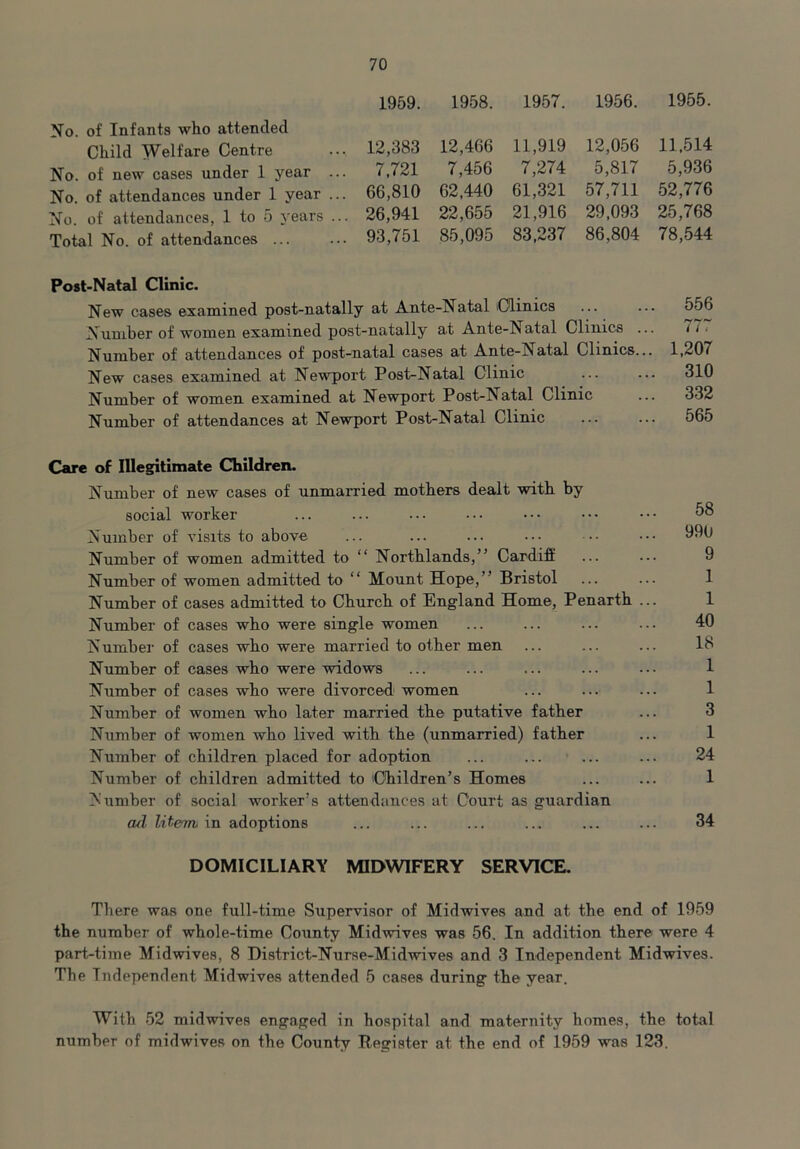 70
1959. 1958. 1957. 1956. 1955.
No. of Infants who attended
Child Welfare Centre ... 12,383 12,466 11,919 12,056 11,514
No. of new cases under 1 year ... 7,721 7,456 7,274 5,817 5,936
No. of attendances under 1 year ... 66,810 62,440 61,321 57,711 52,776
No. of attendances, 1 to 5 years ... 26,941 22,655 21,916 29,093 25,768
Total No. of attendances ... ... 93,751 85,095 83,237 86,804 78,544
Post-Natal Clinic.
New cases examined post-natally at Ante-Natal Clinics ... ... 556
Number of women examined post-natally at Ante-Natal Clinics ... 777
Number of attendances of post-natal cases at Ante-Natal Clinics... 1,207
New cases examined at Newport Post-Natal Clinic ... ... 310
Number of women examined at Newport Post-Natal Clinic ... 332
Number of attendances at Newport Post-Natal Clinic ... ... 565
Care of Illegitimate Children.
Number of new cases of unmarried mothers dealt with by
social worker ... ... ... ... ... ... ... 58
Number of visits to above ... ... ... ... ... ... 990
Number of women admitted to “ Northlands,” Cardiff ... ... 9
Number of women admitted to “ Mount Hope,” Bristol ... ... 1
Number of cases admitted to Church of England Home, Penarth ... 1
Number of cases who were single women ... ... ... ... 40
Number of cases who were married to other men ... ... ... 18
Number of cases who were widows ... ... ... ... ... 1
Number of cases who were divorced women ... ... ... 1
Number of women who later married the putative father ... 3
Number of women who lived with the (unmarried) father ... 1
Number of children placed for adoption ... ... ... ... 24
Number of children admitted to Children’s Homes ... ... 1
Number of social worker’s attendances at Court as guardian
ad litem in adoptions ... ... ... ... ... ... 34
DOMICILIARY MIDWIFERY SERVICE.
There was one full-time Supervisor of Midwives and at the end of 1959
the number of whole-time County Midwives was 56. In addition there were 4
part-time Midwives, 8 District-Nurse-Midwives and 3 Independent Midwives.
The Independent Midwives attended 5 cases during the year.
With 52 midwives engaged in hospital and maternity homes, the total
number of midwives on the County Register at the end of 1959 was 123.